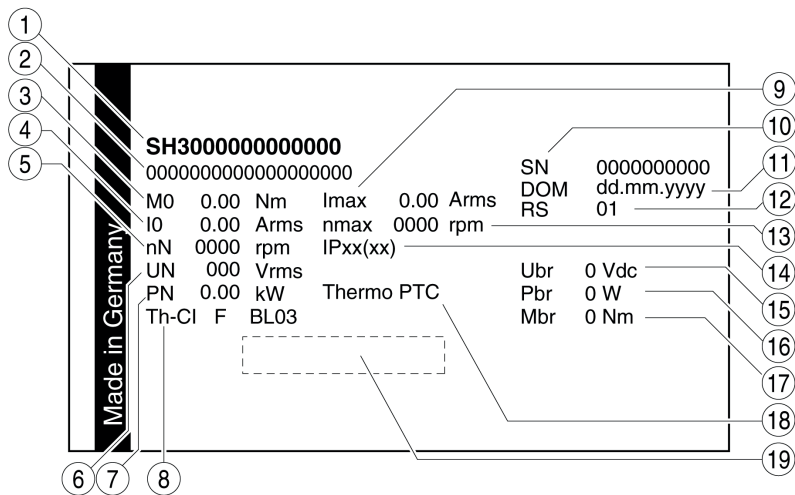 1
2
3
4
5
6
7
8
9
10
11
12
13
14
15
16
17
18
19
Made in Germany
SH3000000000000
0000000000000000000
M0 0.00 Nm Imax 0.00 Arms
I0 0.00 Arms nmax 0000 rpm
nN 0000 rpm IPxx(xx)
UN 000 Vrms
PN 0.00 kW Thermo PTC
Th-CI F BL03
SN 0000000000
DOM dd.mm.yyyy
RS 01
Ubr 0 Vdc
Pbr 0 W
Mbr 0 Nm